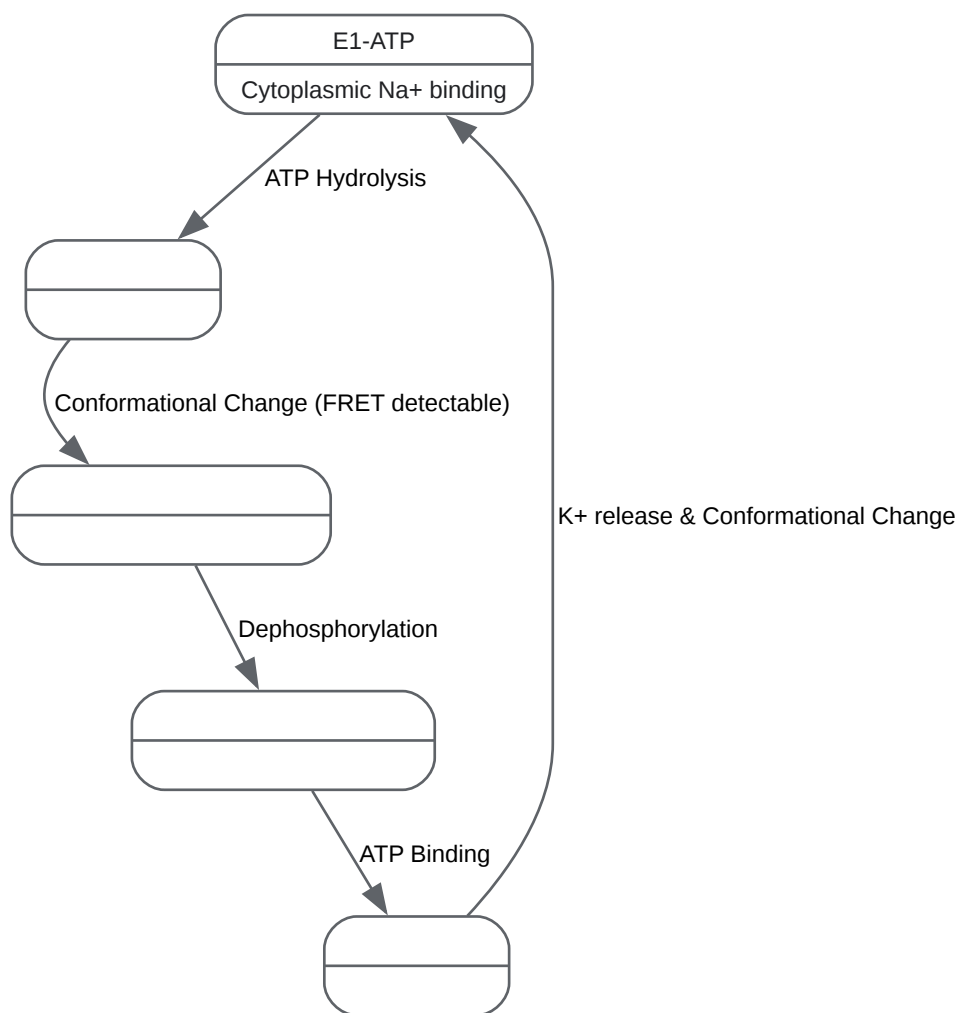 E1-ATP
Cytoplasmic Na+ binding
ATP Hydrolysis
Conformational Change (FRET detectable)
K+ release & Conformational Change
Dephosphorylation
ATP Binding